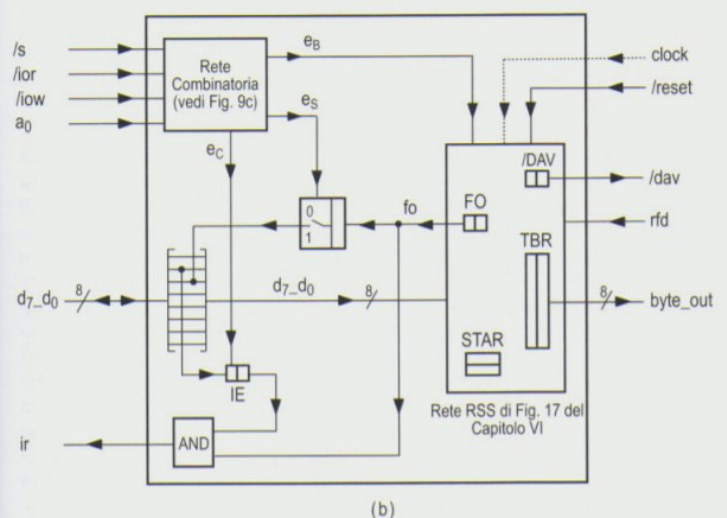 /s
/ior
/iow
a0
Rete
Combinatoria
(vedi Fig. 9c)
eB
eS
eC
clock
/reset
/DAV
/dav
FO
fo
rfd
0
1
TBR
d7_d0
8
d7_d0
8
8
byte_out
STAR
IE
Rete RSS di Fig. 17 del
Capitolo VI
ir
AND
(b)